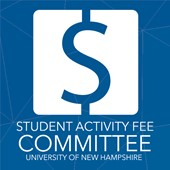 S
STUDENT ACTIVITY FEE
COMMITTEE
UNIVERSITY OF NEW HAMPSHIRE